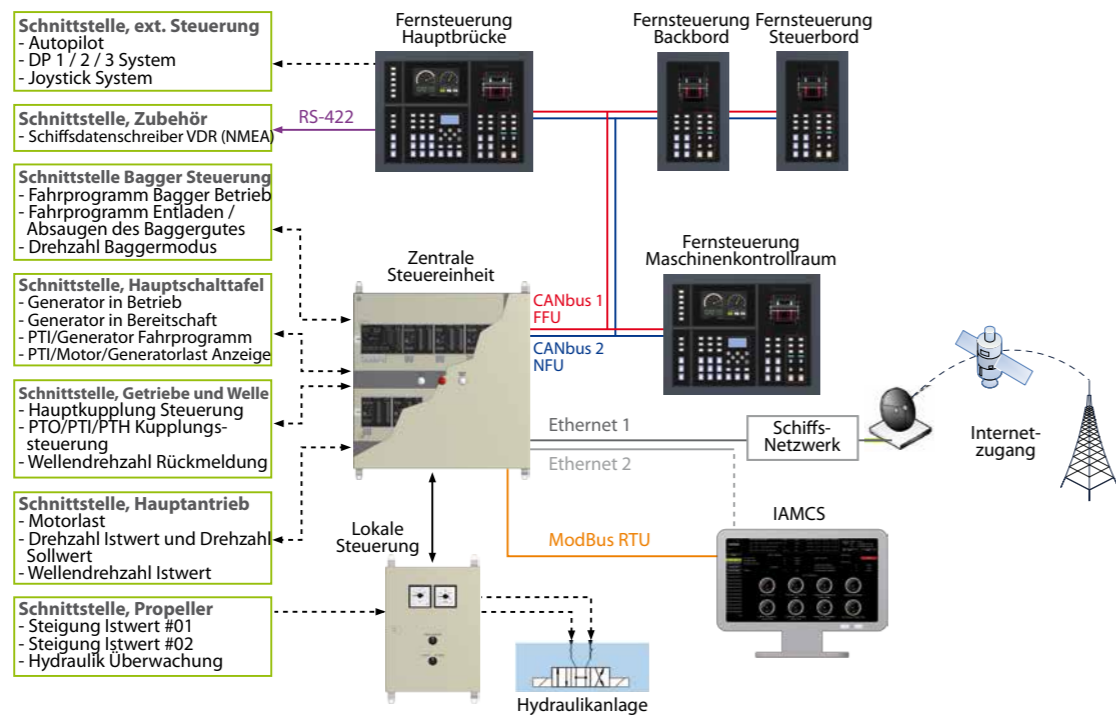 Schnittstelle, ext. Steuerung
- Autopilot
- DP 1 / 2 / 3 System
- Joystick System
Schnittstelle, Zubehör
- Schiffsdatenschreiber VDR (NMEA)
Schnittstelle Bagger Steuerung
- Fahrprogramm Bagger Betrieb
- Fahrprogramm Entladen /
Absaugen des Baggergutes
- Drehzahl Baggermodus
Schnittstelle, Hauptschalttafel
- Generator in Betrieb
- Generator in Bereitschaft
- PTI/Generator Fahrprogramm
- PTI/Motor/Generatorlast Anzeige
Schnittstelle, Getriebe und Welle
- Hauptkupplung Steuerung
- PTO/PTI/PTH Kupplungs-
steuerung
- Wellendrehzahl Rückmeldung
Schnittstelle, Hauptantrieb
- Motorlast
- Drehzahl Istwert und Drehzahl
Sollwert
- Wellendrehzahl Istwert
Schnittstelle, Propeller
- Steigung Istwert #01
- Steigung Istwert #02
- Hydraulik Überwachung
Fernsteuerung
Hauptbrücke
Fernsteuerung
Backbord
Fernsteuerung
Steuerbord
RS-422
Zentrale
Steuereinheit
Fernsteuerung
Maschinenkontrollraum
CANbus 1
FFU
CANbus 2
NFU
Ethernet 1
Ethernet 2
Schiffs-
Netzwerk
Internet-
zugang
Lokale
Steuerung
ModBus RTU
IAMCS
Hydraulikanlage